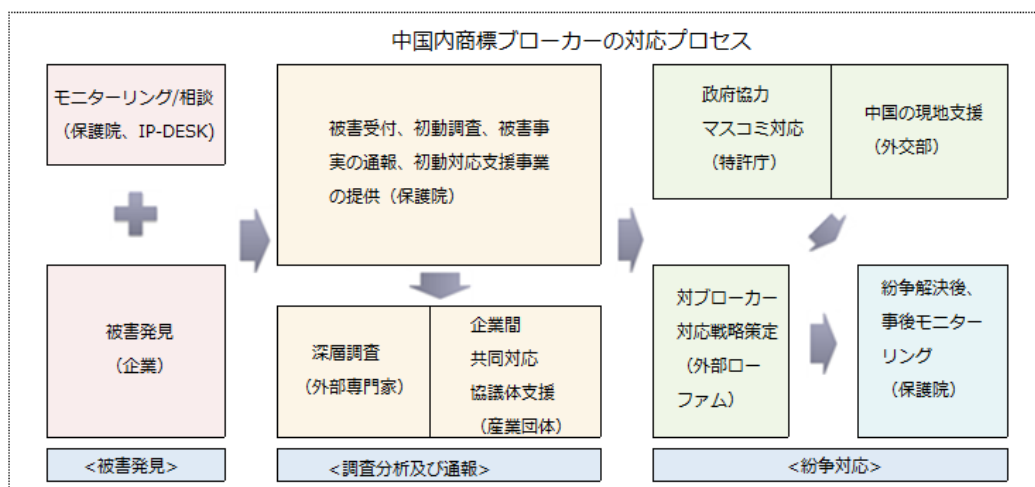 中国内商標ブローカーの対応プロセス
モニターリング/相談
（保護院、IP-DESK)
被害発見
（企業）
<被害発見>
被害受付、初動調査、被害事
実の通報、初動対応支援事業
の提供（保護院）
深層調査
（外部専門家）
企業間
共同対応
協議体支援
（産業団体）
<調査分析及び通報>
政府協力
マスコミ対応
（特許庁）
中国の現地支援
（外交部）
対ブローカー
対応戦略策定
（外部ロー
ファム）
紛争解決後、
事後モニター
リング
（保護院）
<紛争対応>